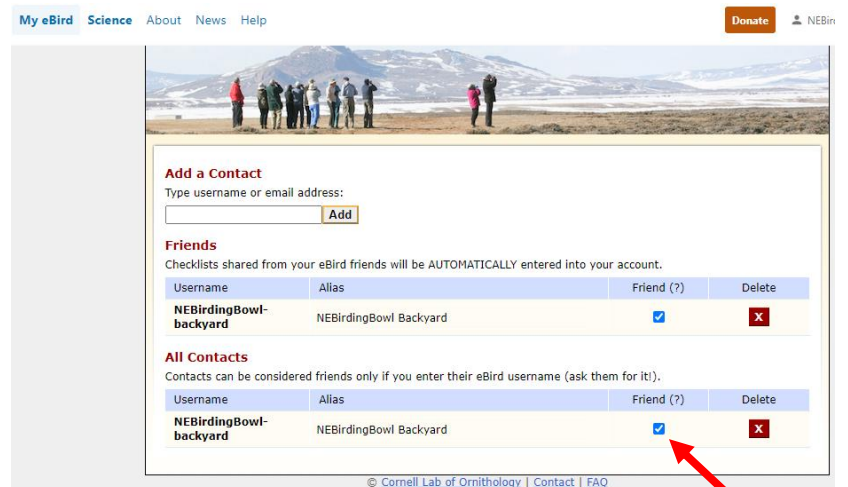 My eBird Science About News Help Donate NEBir
Add a Contact
Type username or email address:
Add
Friends
Checklists shared from your eBird friends will be AUTOMATICALLY entered into your account.
Username Alias Friend (?) Delete
NEBirdingBowl-
backyard NEBirdingBowl Backyard X
All Contacts
Contacts can be considered friends only if you enter their eBird username (ask them for it!).
Username Alias Friend (?) Delete
NEBirdingBowl-
backyard NEBirdingBowl Backyard X
© Cornell Lab of Ornithology | Contact | FAQ